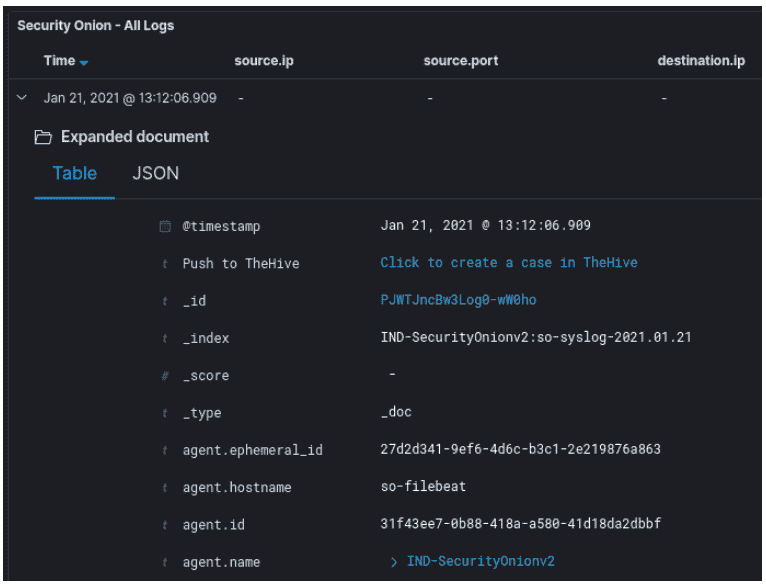 Security Onion - All Logs
Time source.ip source.port destination.ip
Jan 21, 2021 @ 13:12:06.909 - - -
Expanded document
Table JSON
@timestamp Jan 21, 2021 @ 13:12:06.909
t Push to TheHive Click to create a case in TheHive
t _id PJWTJncBw3Log0-wW0ho
t _index IND-SecurityOnionv2:so-syslog-2021.01.21
# _score -
t _type _doc
t agent.ephemeral_id 27d2d341-9ef6-4d6c-b3c1-2e219876a863
t agent.hostname so-filebeat
t agent.id 31f43ee7-0b88-418a-a580-41d18da2dbbf
t agent.name > IND-SecurityOnionv2